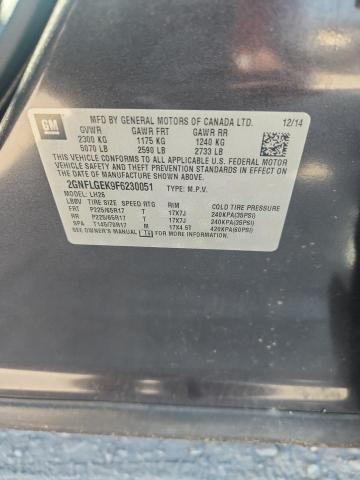 GM
MFD BY GENERAL MOTORS OF CANADA LTD.
12/14
GVWR GAWR FRT GAWR RR
2300 KG 1175 KG 1240 KG
5070 LB 2590 LB 2733 LB
THIS VEHICLE CONFORMS TO ALL APPLICABLE U.S. FEDERAL
VEHICLE SAFETY AND THEFT PREVENTION STANDARDS IN EFFECT ON
THE DATE OF MANUFACTURE SHOWN ABOVE.
2GNFLGEK9F6230051 TYPE: M.P.V.
MODEL: LH26
TIRE SIZE SPEED RTG RIM COLD TIRE PRESSURE
FRT P225/65R17 T 17X7J 240KPA(35PSI)
RR P225/65R17 T 17X7J 240KPA(35PSI)
SPA T145/70R17 M 17X4.5T 420KPA(60PSI)
SEE OWNER'S MANUAL FOR MORE INFORMATION.